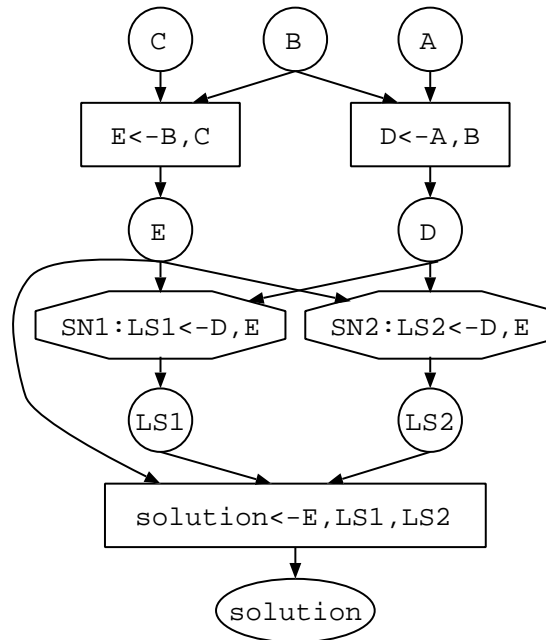 C
B
A
E<-B,C
D<-A,B
E
D
SN1:LS1<-D,E
SN2:LS2<-D,E
LS1
LS2
solution<-E,LS1,LS2
solution